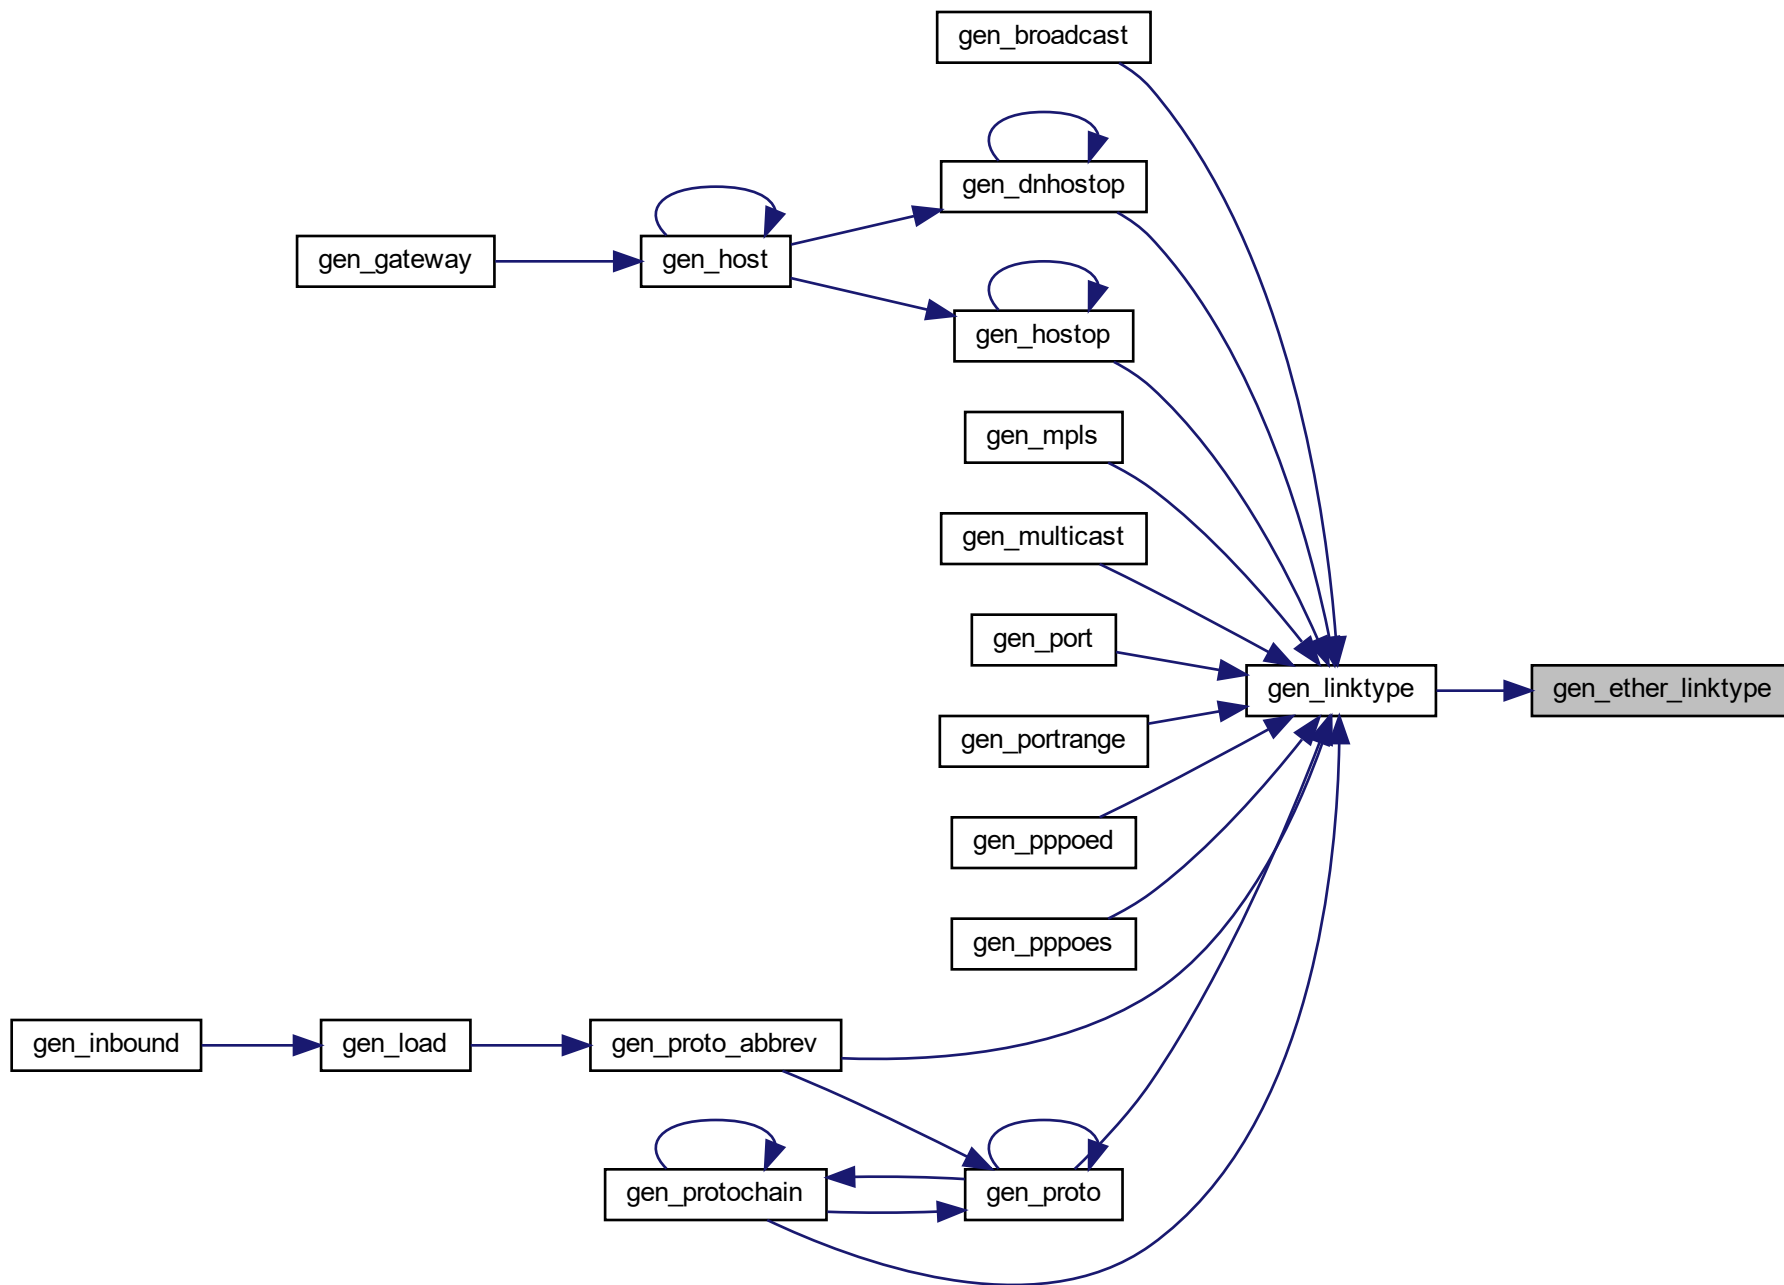 gen_broadcast
gen_dnhostop
gen_gateway
gen_host
gen_hostop
gen_mpls
gen_multicast
gen_port
gen_linktype
gen_ether_linktype
gen_portrange
gen_pppoed
gen_pppoes
gen_inbound
gen_load
gen_proto_abbrev
gen_protochain
gen_proto